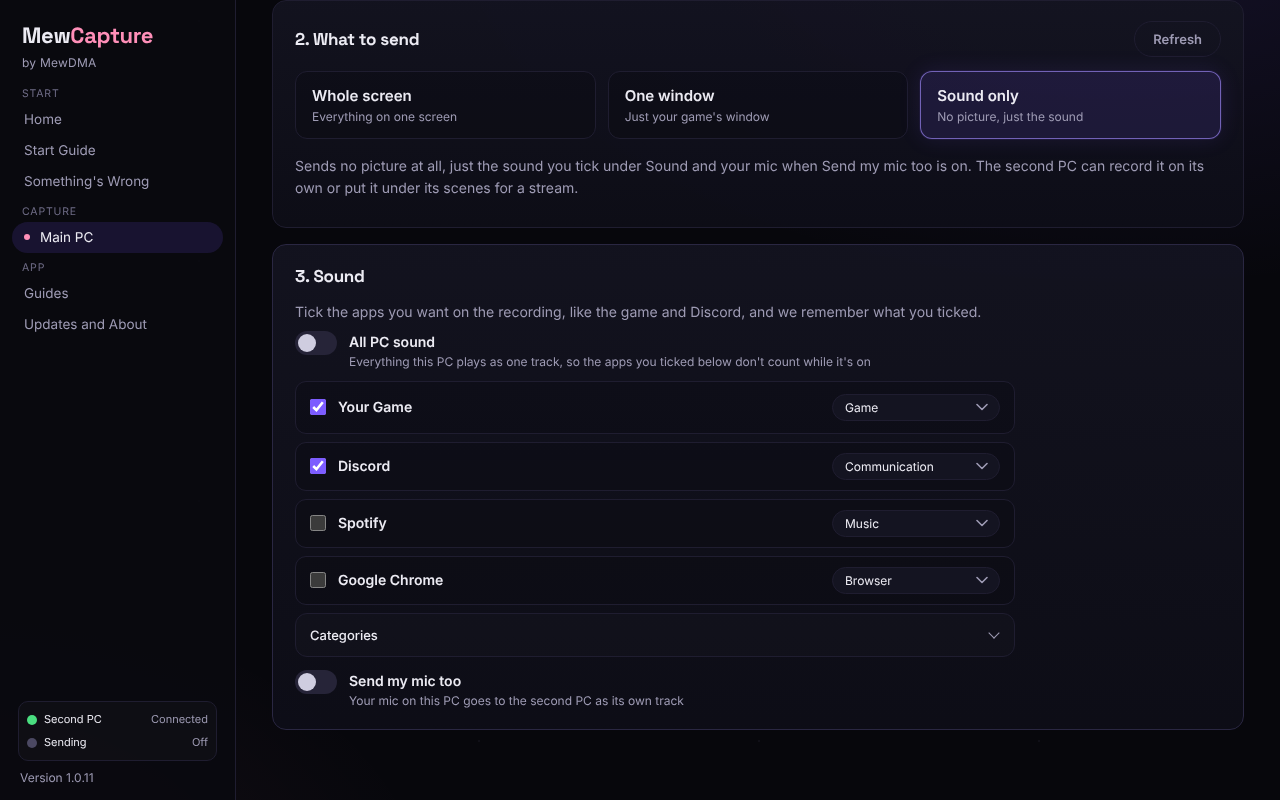 MewCapture
by MewDMA
START
Home
Start Guide
Something's Wrong
CAPTURE
Main PC
APP
Guides
Updates and About
Second PC Connected
Sending Off
Version 1.0.11
2. What to send
Refresh
Whole screen
Everything on one screen
One window
Just your game's window
Sound only
No picture, just the sound
Sends no picture at all, just the sound you tick under Sound and your mic when Send my mic too is on. The second PC can record it on its
own or put it under its scenes for a stream.
3. Sound
Tick the apps you want on the recording, like the game and Discord, and we remember what you ticked.
All PC sound
Everything this PC plays as one track, so the apps you ticked below don't count while it's on
Your Game Game
Discord Communication
Spotify Music
Google Chrome Browser
Categories
Send my mic too
Your mic on this PC goes to the second PC as its own track